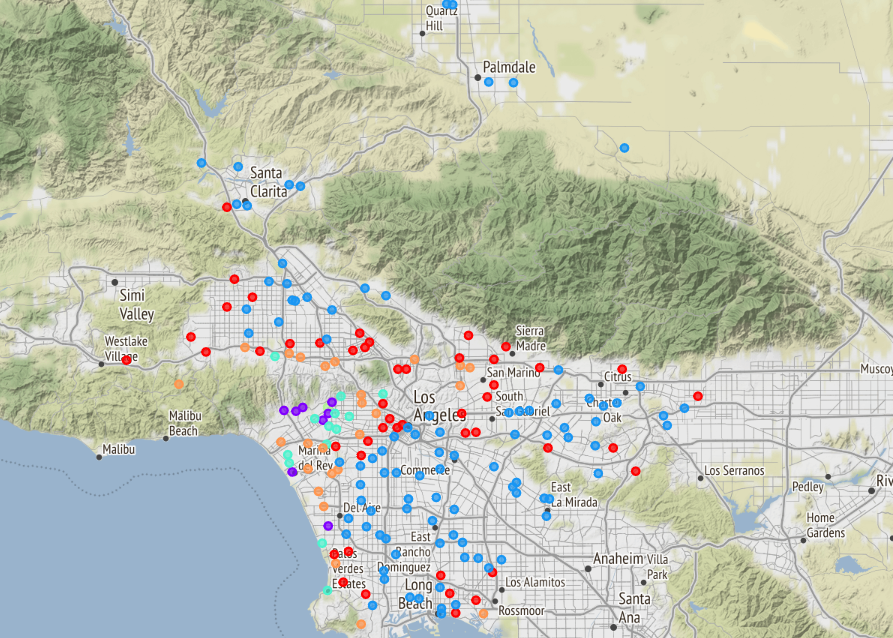 Quartz
Hill
Palmdale
Santa
Clarita
Simi
Valley
Westlake
Village
Sierra
Madre
San Marino
Citrus
South
San Gabriel
Charter
Oak
Los
Angeles
Malibu
Beach
Malibu
Marina
del Rey
Commerce
Los Serranos
Pedley
Riv
Muscoy
East
La Mirada
Home
Gardens
Del Aire
East
Rancho
Dominguez
Palos
Verdes
Estates
Anaheim
Villa
Park
Long
Beach
Los Alamitos
Rossmoor
Santa
Ana